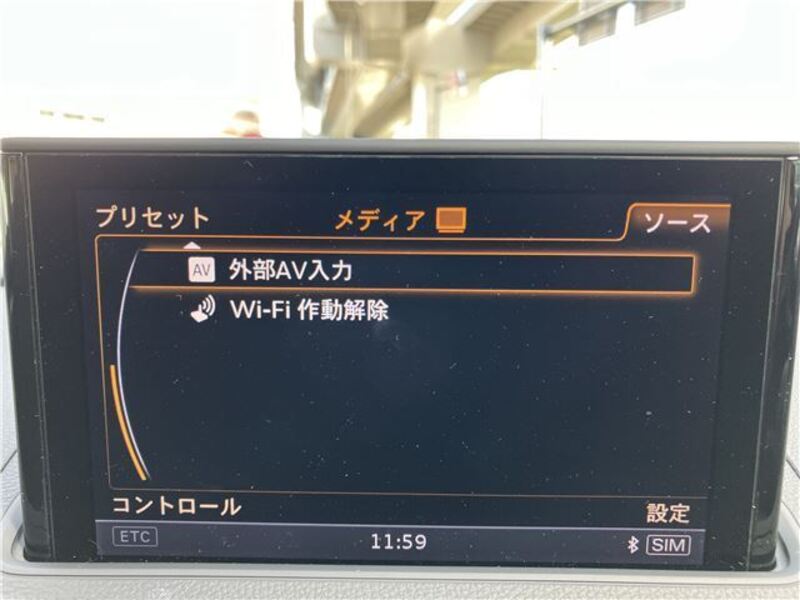 プリセット メディア ソース
AV 外部AV入力
Wi-Fi 作動解除
コントロール 設定
ETC 11:59 SIM